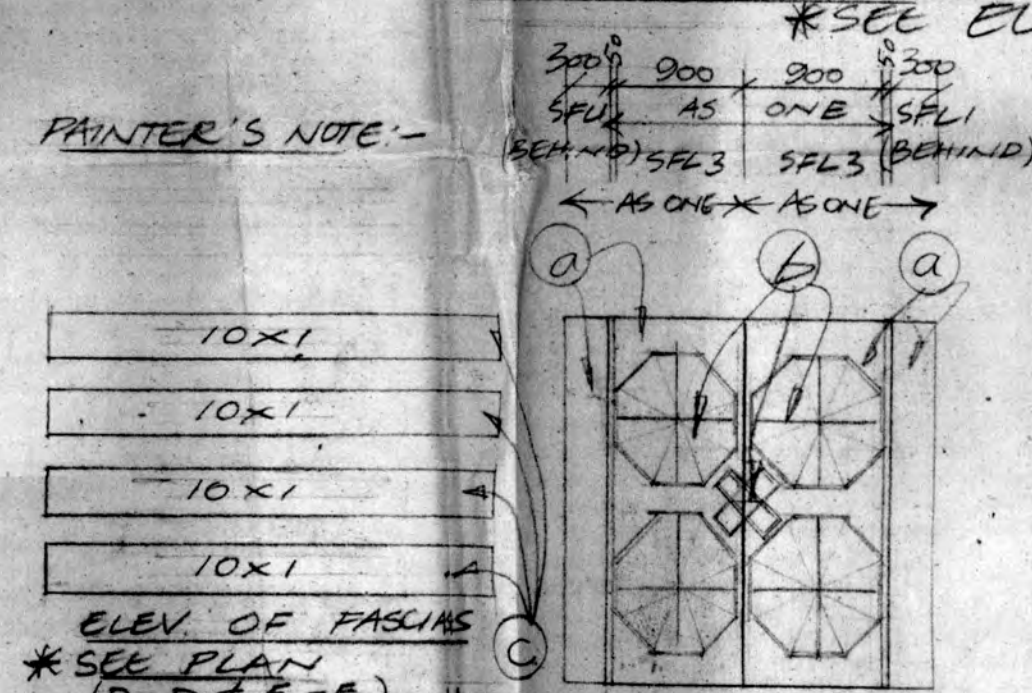 * SEE EL
300 50 900 900 50 300
SFL1 AS ONE SFL1
(BEHIND) SFL3 SFL3 (BEHIND)
AS ONE AS ONE
PAINTER'S NOTE:-
a b a
10 x 1
10 x 1
10 x 1
10 x 1
ELEV. OF FASCIAS
* SEE PLAN
C